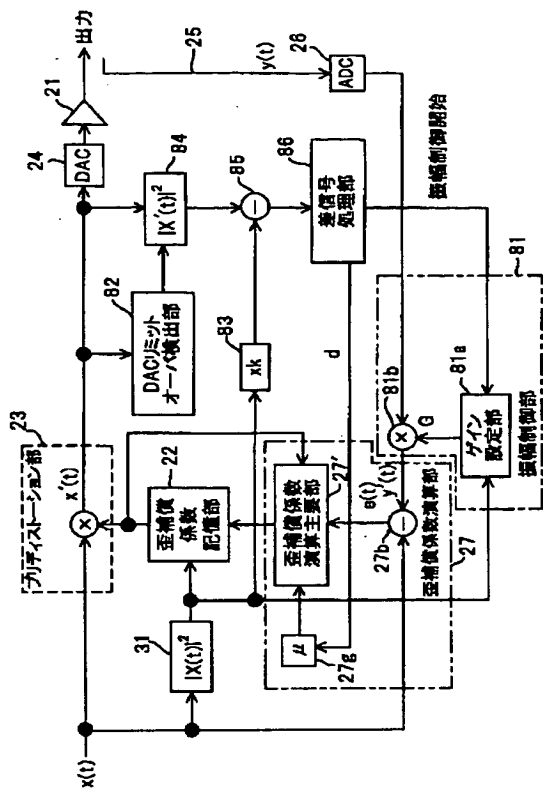 x(t)
プリディストーション部
23
x'(t)
24
DAC
21
出力
25
y(t)
26
ADC
31
|X(t)|²
22
歪補償
係数
記憶部
82
DACリミット
オーバ検出部
84
|X'(t)|²
85
−
83
xk
86
差信号
処理部
d
振幅制御開始
μ
27g
歪補償係数
演算主要部
27'
e(t)
y'(t)
−
27b
27
歪補償係数演算部
×
81b
G
81a
ゲイン
設定部
81
振幅制御部
×